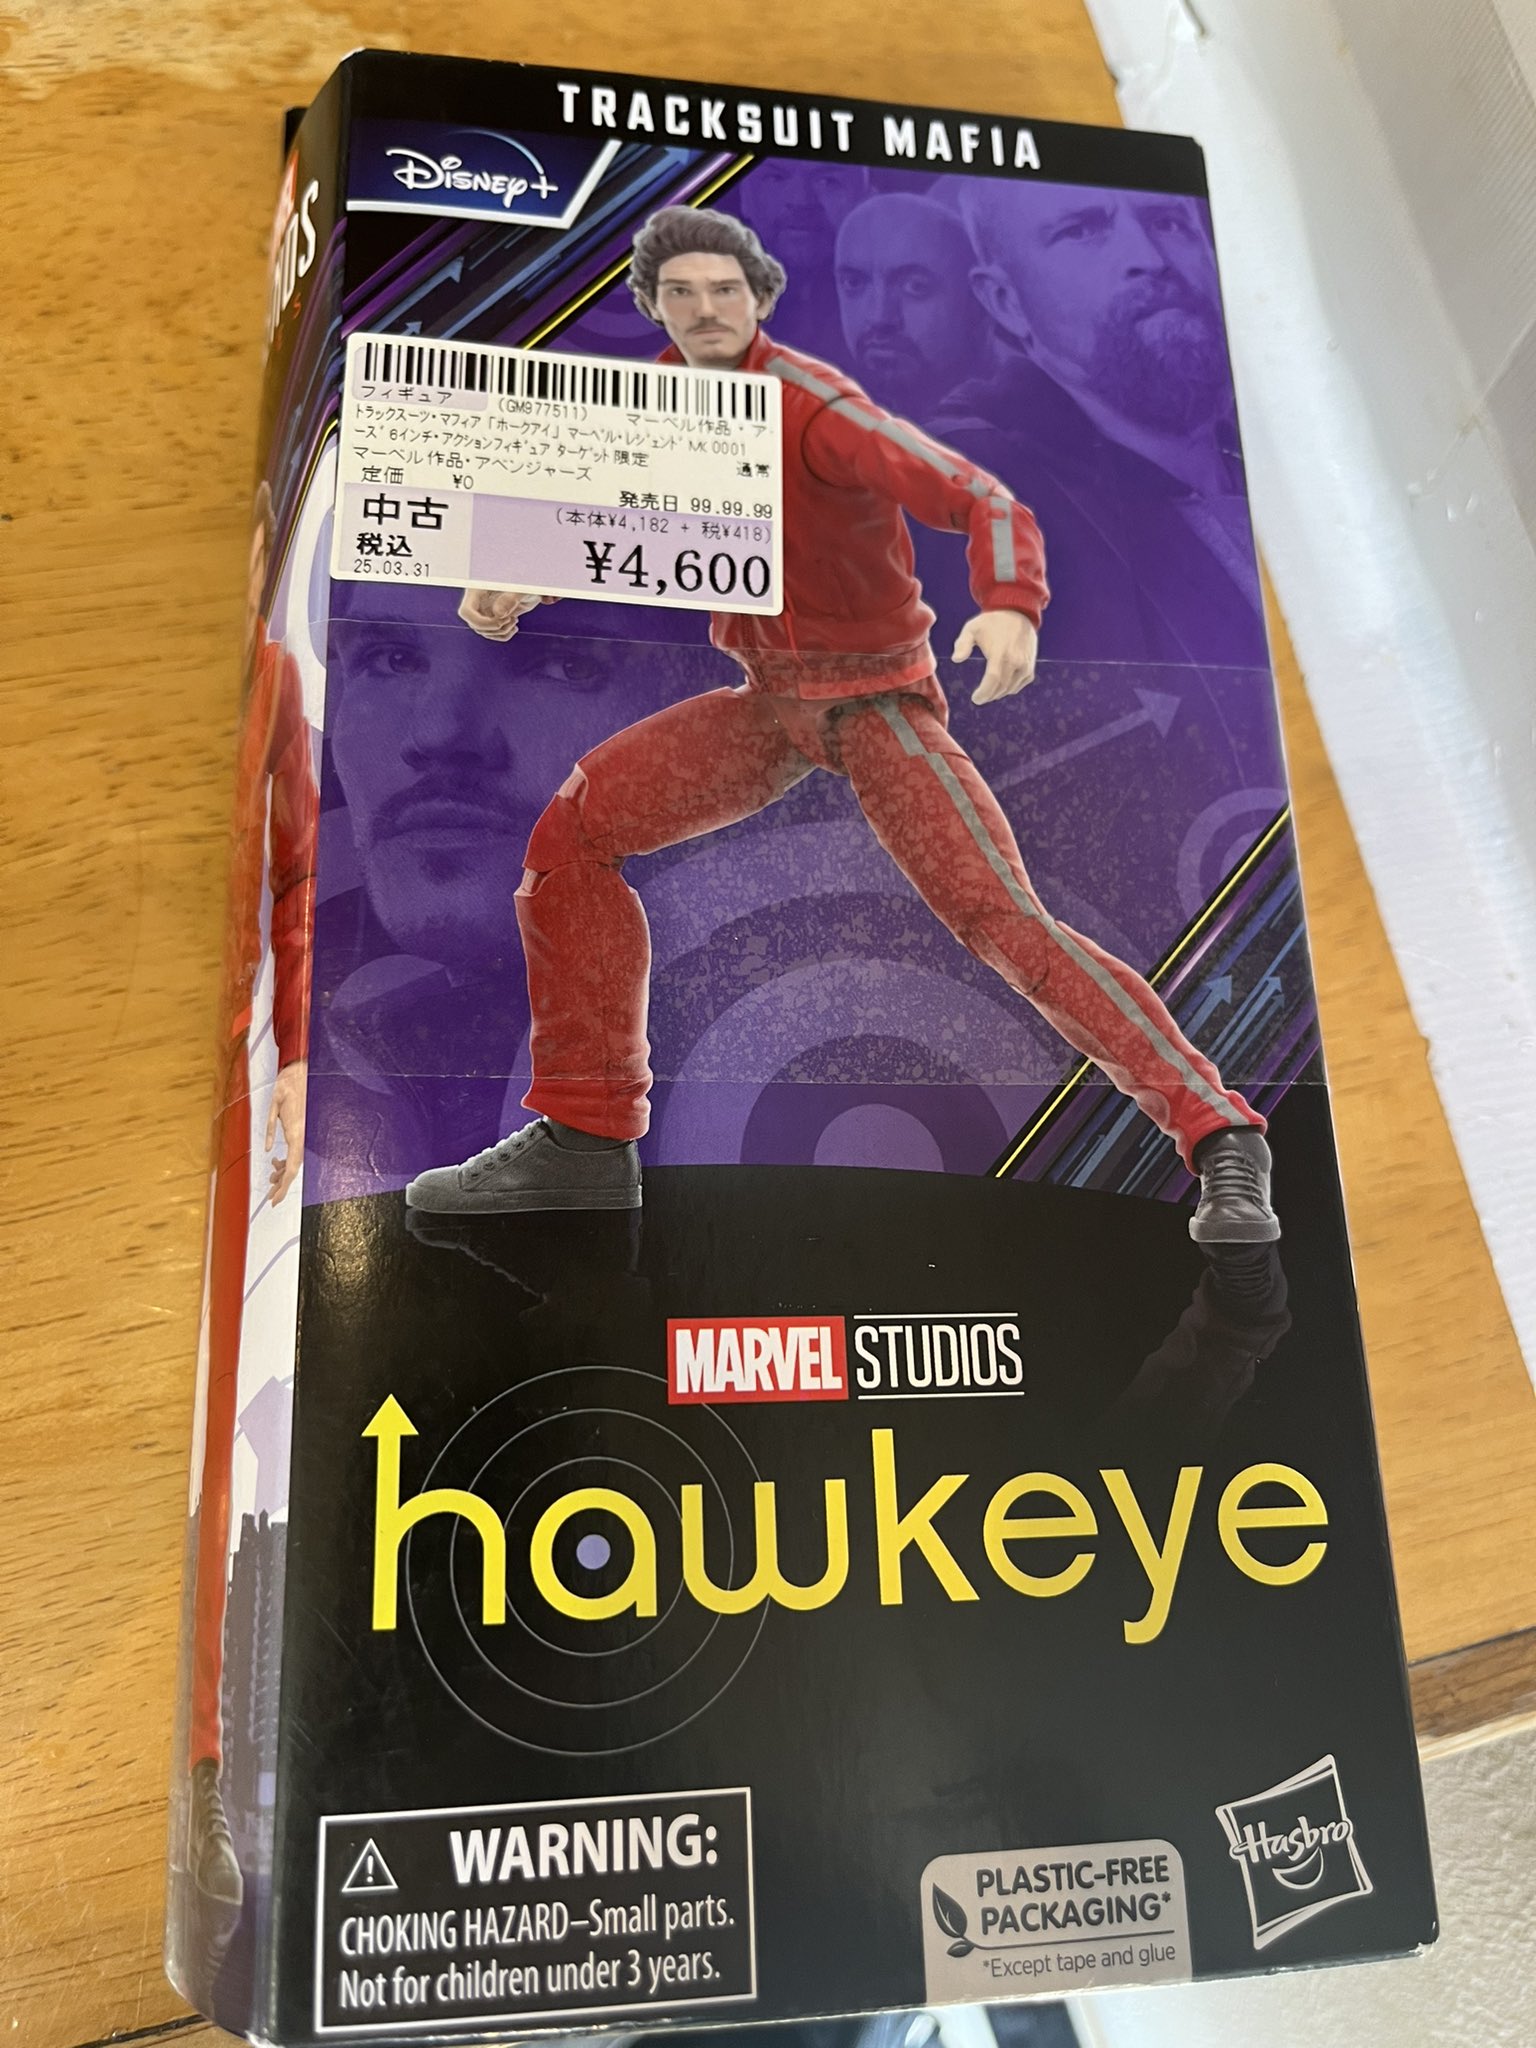 TRACKSUIT MAFIA
Disney+
フィギュア (GM977511) マーベル作品・ア
トラックスーツ・マフィア「ホークアイ」マーベル・レジェンド MK 0001
ーズ 6インチ・アクションフィギュア ターゲット限定
マーベル作品・アベンジャーズ 通常
定価 ¥0
発売日 99.99.99
中古 (本体¥4,182 + 税¥418)
税込 ¥4,600
25.03.31
MARVEL STUDIOS
hawkeye
WARNING:
CHOKING HAZARD–Small parts.
Not for children under 3 years.
PLASTIC-FREE
PACKAGING*
*Except tape and glue
Hasbro